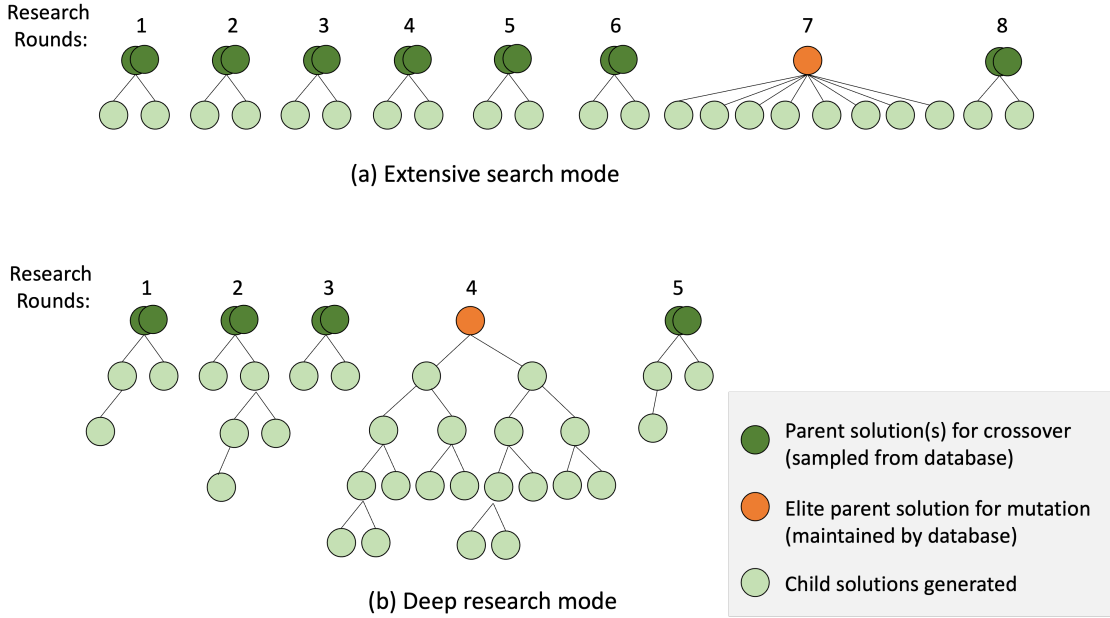 Research
Rounds:
1 2 3 4 5 6 7 8
(a) Extensive search mode
Research
Rounds:
1 2 3 4 5
(b) Deep research mode
Parent solution(s) for crossover
(sampled from database)
Elite parent solution for mutation
(maintained by database)
Child solutions generated